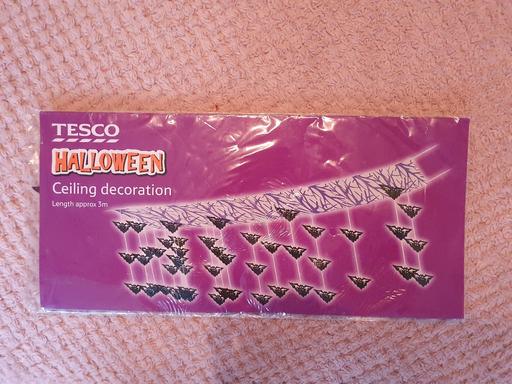 TESCO
HALLOWEEN
Ceiling decoration
Length approx 3m